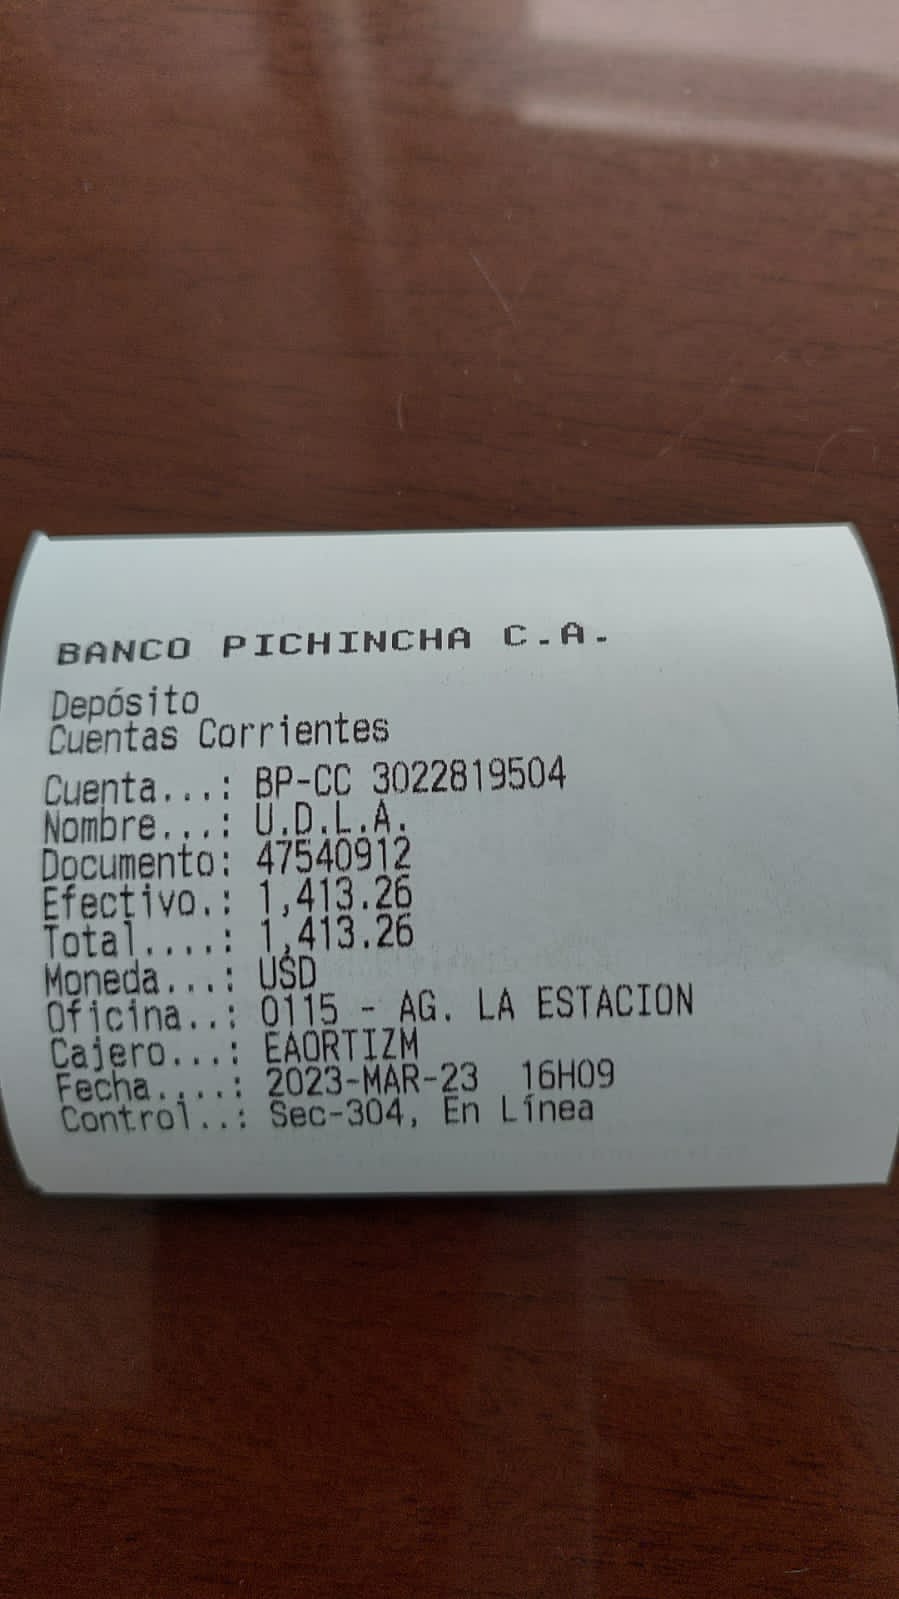 BANCO PICHINCHA C.A.
Depósito
Cuentas Corrientes
Cuenta...: BP-CC 3022819504
Nombre...: U.D.L.A.
Documento: 47540912
Efectivo.: 1,413.26
Total....: 1,413.26
Moneda...: USD
Oficina..: 0115 - AG. LA ESTACION
Cajero...: EAORTIZM
Fecha....: 2023-MAR-23 16H09
Control..: Sec-304, En Línea